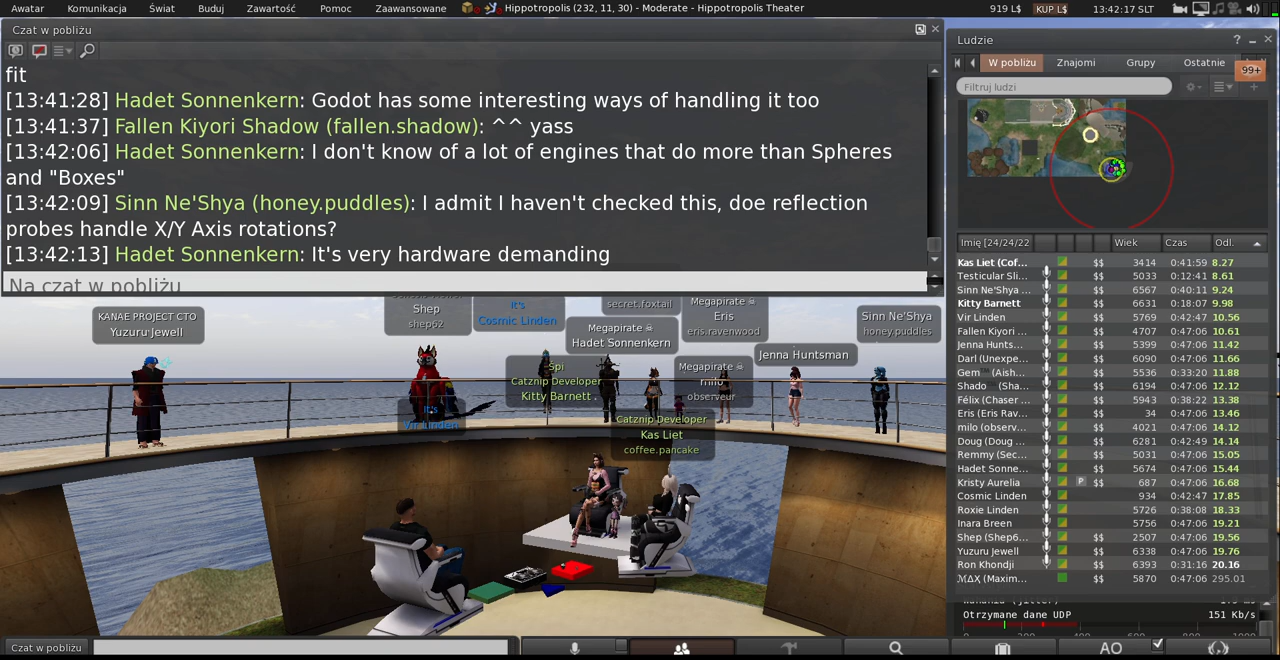 Awatar Komunikacja Świat Buduj Zawartość Pomoc Zaawansowane Hippotropolis (232, 11, 30) - Moderate - Hippotropolis Theater 919 L$ KUP L$ 13:42:17 SLT
Czat w pobliżu
fit
[13:41:28] Hadet Sonnenkern: Godot has some interesting ways of handling it too
[13:41:37] Fallen Kiyori Shadow (fallen.shadow): ^^ yass
[13:42:06] Hadet Sonnenkern: I don't know of a lot of engines that do more than Spheres
and "Boxes"
[13:42:09] Sinn Ne'Shya (honey.puddles): I admit I haven't checked this, doe reflection
probes handle X/Y Axis rotations?
[13:42:13] Hadet Sonnenkern: It's very hardware demanding
Na czat w pobliżu
KANAE PROJECT CTO
Yuzuru Jewell
Shep
shep62
It's
Cosmic Linden
secret.foxtail
Megapirate ☠
Hadet Sonnenkern
Megapirate ☠
Eris
eris.ravenwood
Sinn Ne'Shya
honey.puddles
Jenna Huntsman
Spi
Catznip Developer
Kitty Barnett .
Megapirate ☠
milo
observeur
It's
Vir Linden
Catznip Developer
Kas Liet
coffee.pancake
Ludzie
? _ ×
W pobliżu Znajomi Grupy Ostatnie
99+
Filtruj ludzi
Imię [24/24/22 Wiek Czas Odl.
Kas Liet (Cof... $$ 3414 0:41:59 8.27
Testicular Sli... $$ 5033 0:12:41 8.61
Sinn Ne'Shya ... $$ 6567 0:40:11 9.24
Kitty Barnett $$ 6631 0:18:07 9.98
Vir Linden $$ 5769 0:42:47 10.56
Fallen Kiyori ... $$ 4707 0:47:06 10.61
Jenna Hunts... $$ 5399 0:47:06 11.42
Darl (Unexpe... $$ 6090 0:47:06 11.66
Gem™ (Aish... $$ 5536 0:33:20 11.88
Shado™ (Sha... $$ 6194 0:47:06 12.12
Félix (Chaser ... $$ 5943 0:38:22 13.38
Eris (Eris Rav... $$ 34 0:47:06 13.46
milo (observ... $$ 4021 0:47:06 14.12
Doug (Doug ... $$ 6281 0:42:49 14.14
Remmy (Sec... $$ 5031 0:47:06 15.05
Hadet Sonne... $$ 5674 0:47:06 15.44
Kristy Aurelia P $$ 687 0:47:06 16.68
Cosmic Linden 934 0:42:47 17.85
Roxie Linden 5726 0:38:08 18.33
Inara Breen 5756 0:47:06 19.21
Shep (Shep6... $$ 2507 0:47:06 19.56
Yuzuru Jewell $$ 6338 0:47:06 19.76
Ron Khondji $$ 6393 0:31:16 20.16
ℳΔX (Maxim... $$ 5870 0:47:06 295.01
Otrzymane dane UDP 151 Kb/s
Czat w pobliżu
AO